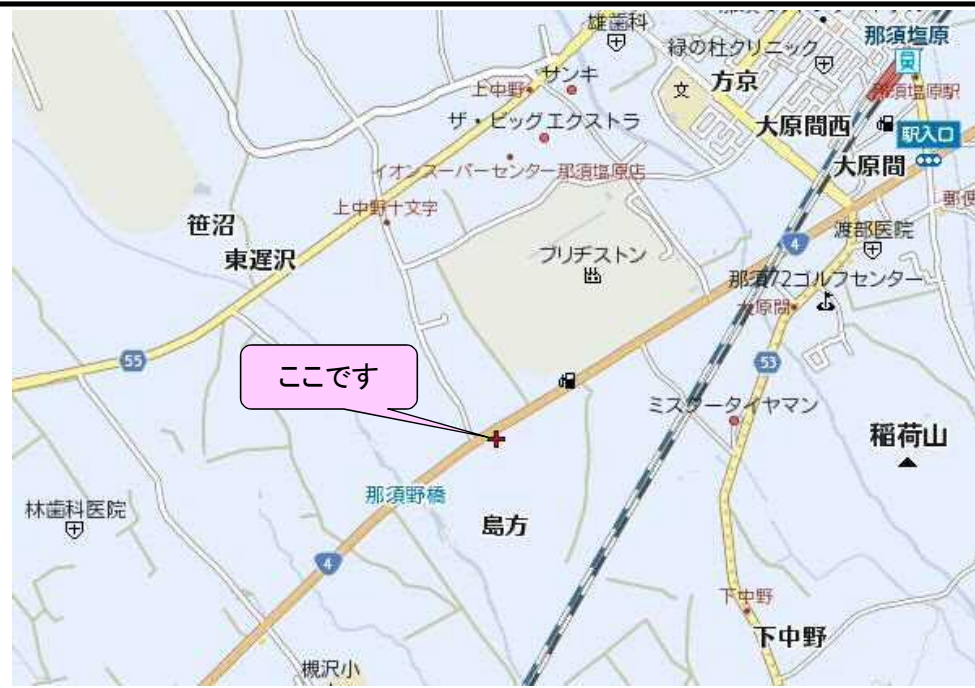 雄歯科
那須塩原
緑の杜クリニック
サンキ
方京
上中野
那須塩原駅
ザ・ビッグエクストラ
大原間西
駅入口
大原間
イオンスーパーセンター那須塩原店
上中野十文字
笹沼
渡部医院
4
東遅沢
ブリヂストン
那須72ゴルフセンター
大原間
55
53
ここです
ミスタータイヤマン
稲荷山
那須野橋
林歯科医院
島方
4
下中野
下中野
槻沢小